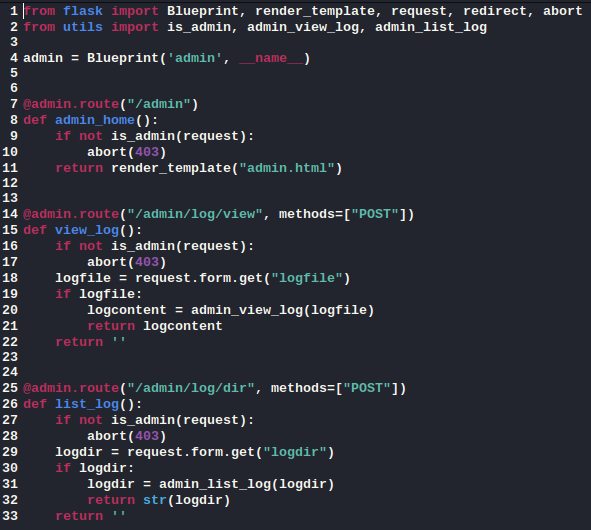 1 from flask import Blueprint, render_template, request, redirect, abort
2 from utils import is_admin, admin_view_log, admin_list_log
3
4 admin = Blueprint('admin', __name__)
5
6
7 @admin.route("/admin")
8 def admin_home():
9     if not is_admin(request):
10         abort(403)
11     return render_template("admin.html")
12
13
14 @admin.route("/admin/log/view", methods=["POST"])
15 def view_log():
16     if not is_admin(request):
17         abort(403)
18     logfile = request.form.get("logfile")
19     if logfile:
20         logcontent = admin_view_log(logfile)
21         return logcontent
22     return ''
23
24
25 @admin.route("/admin/log/dir", methods=["POST"])
26 def list_log():
27     if not is_admin(request):
28         abort(403)
29     logdir = request.form.get("logdir")
30     if logdir:
31         logdir = admin_list_log(logdir)
32         return str(logdir)
33     return ''